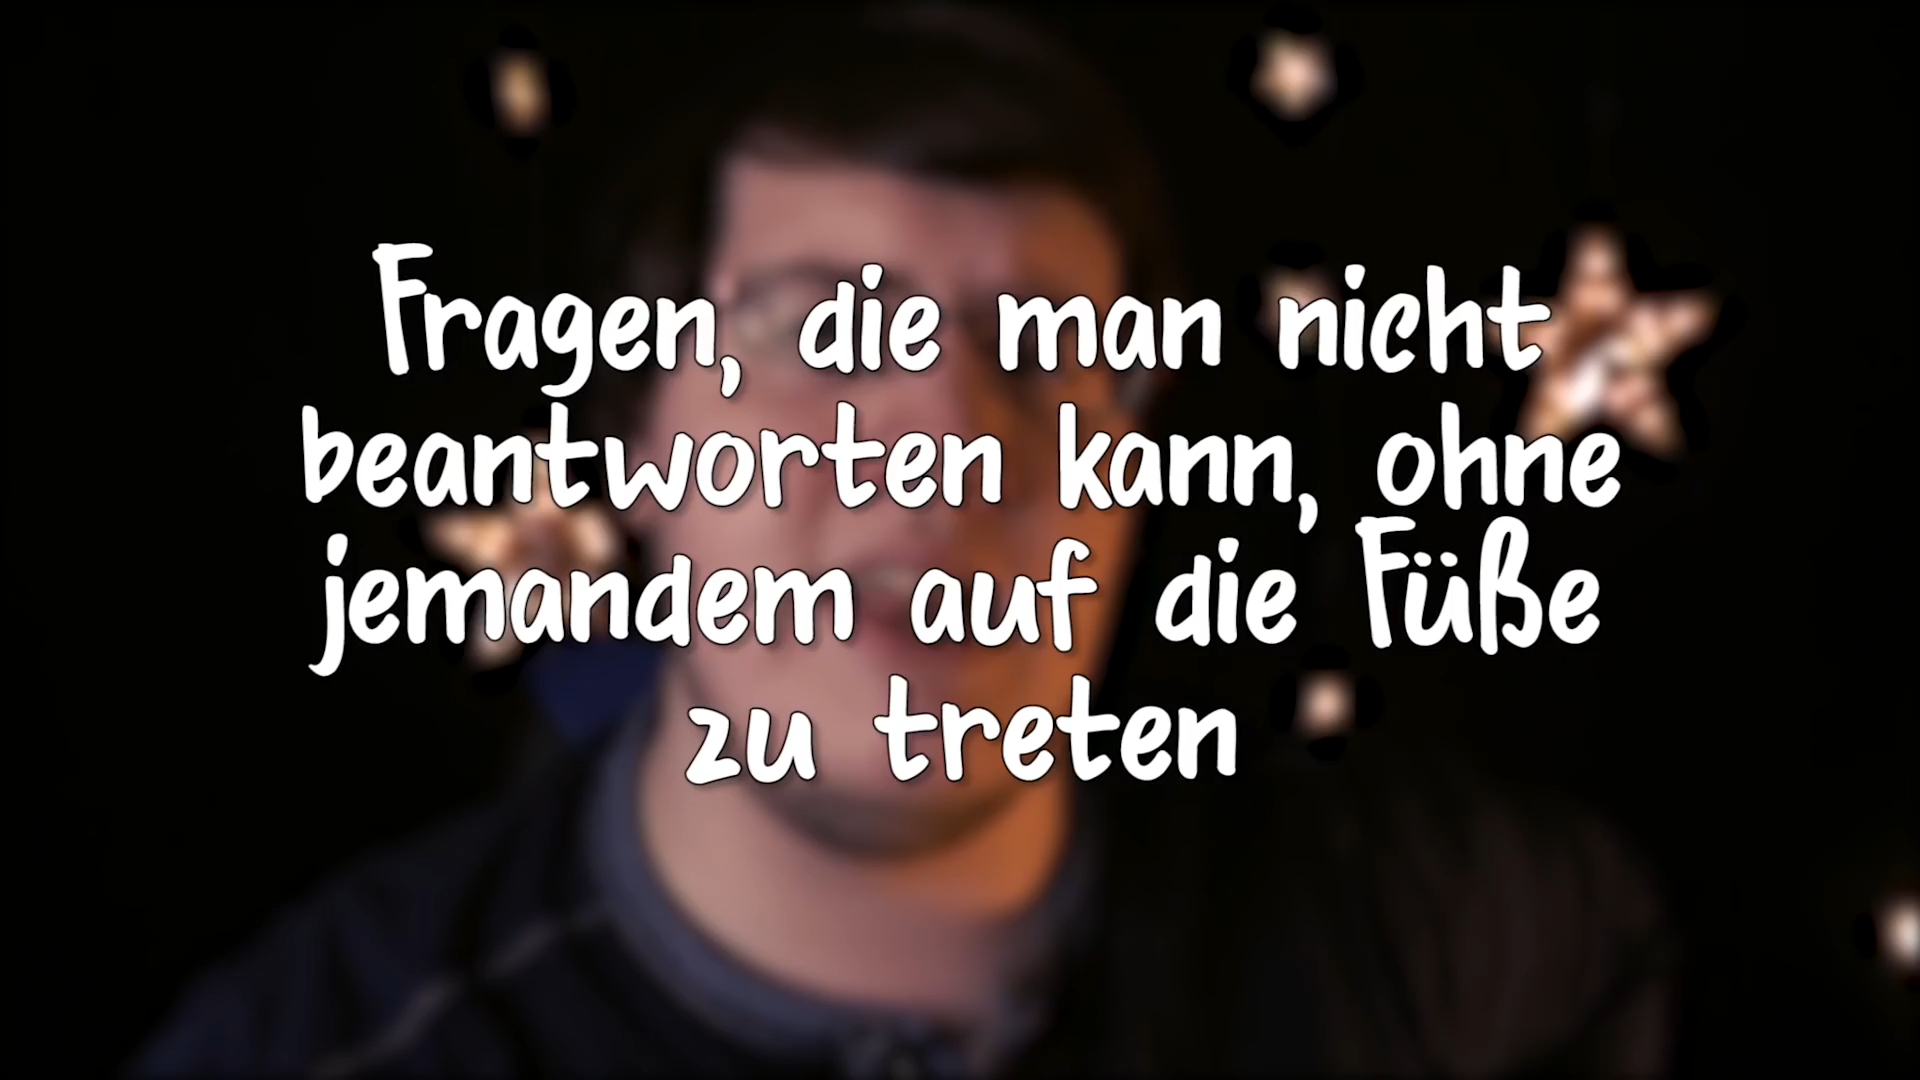 Fragen, die man nicht
beantworten kann, ohne
jemandem auf die Füße
zu treten